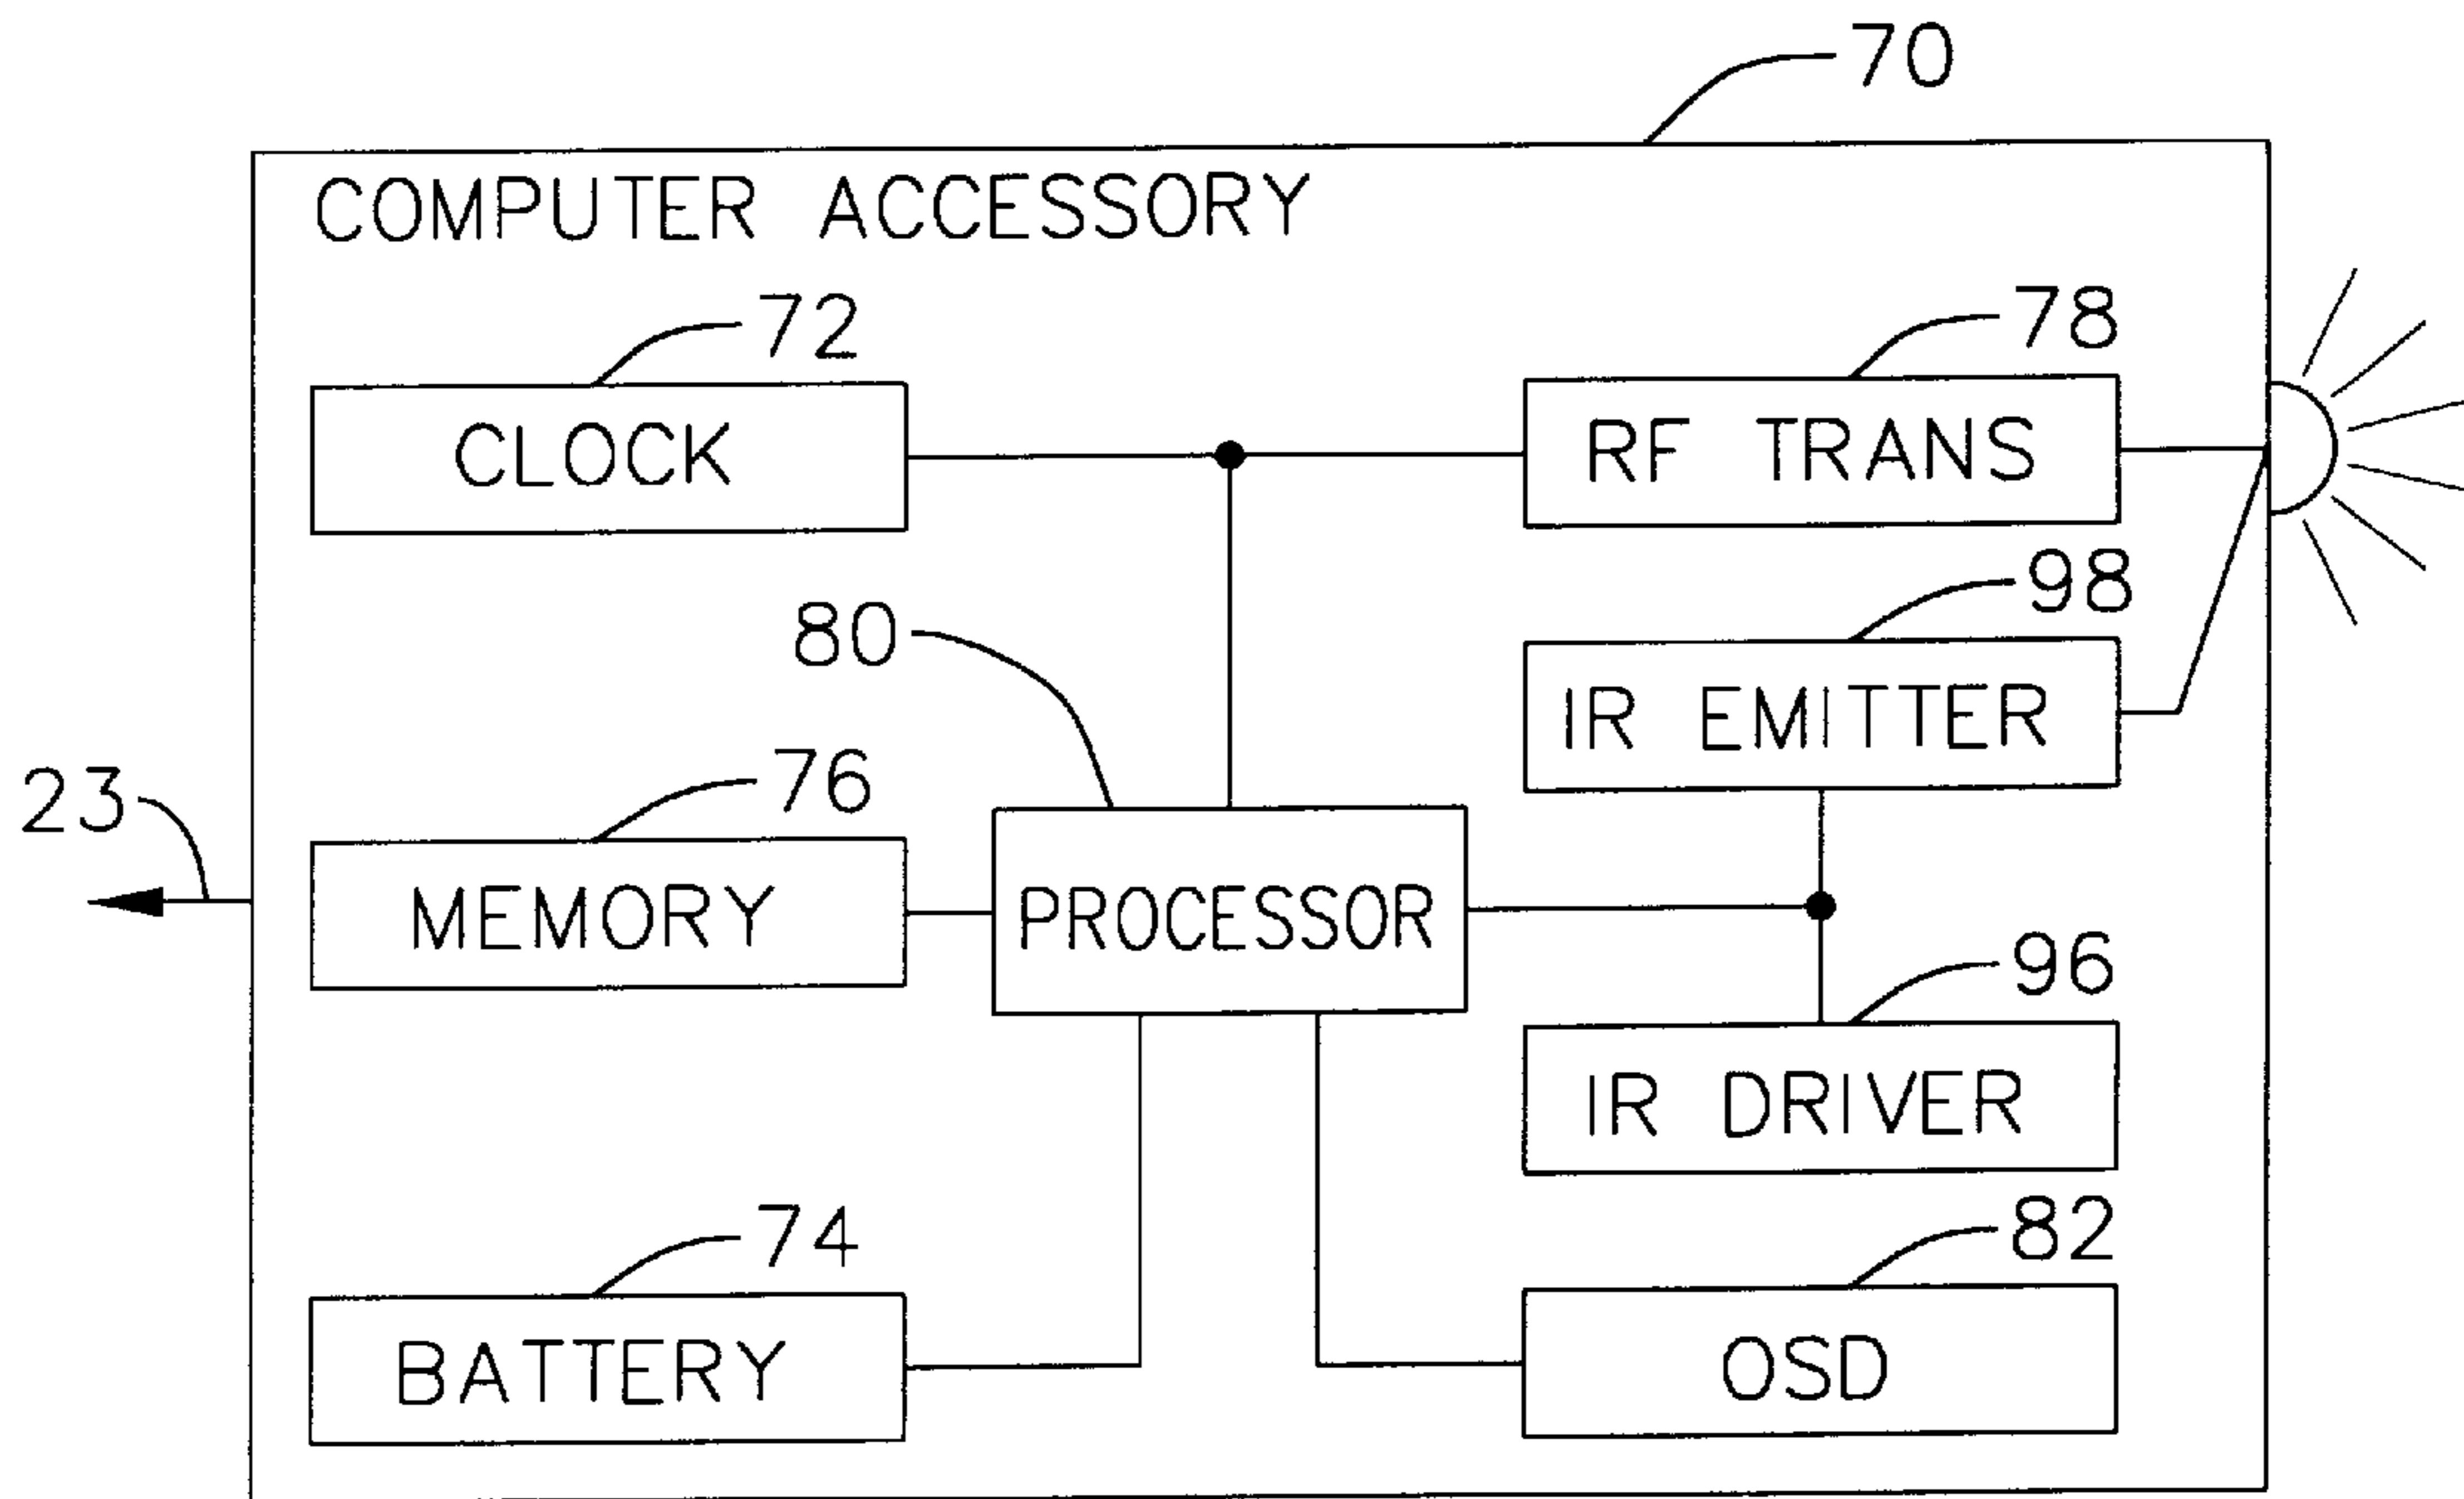 70
COMPUTER ACCESSORY
72
78
CLOCK
RF TRANS
98
80
IR EMITTER
76
23
MEMORY
PROCESSOR
96
IR DRIVER
74
82
BATTERY
OSD